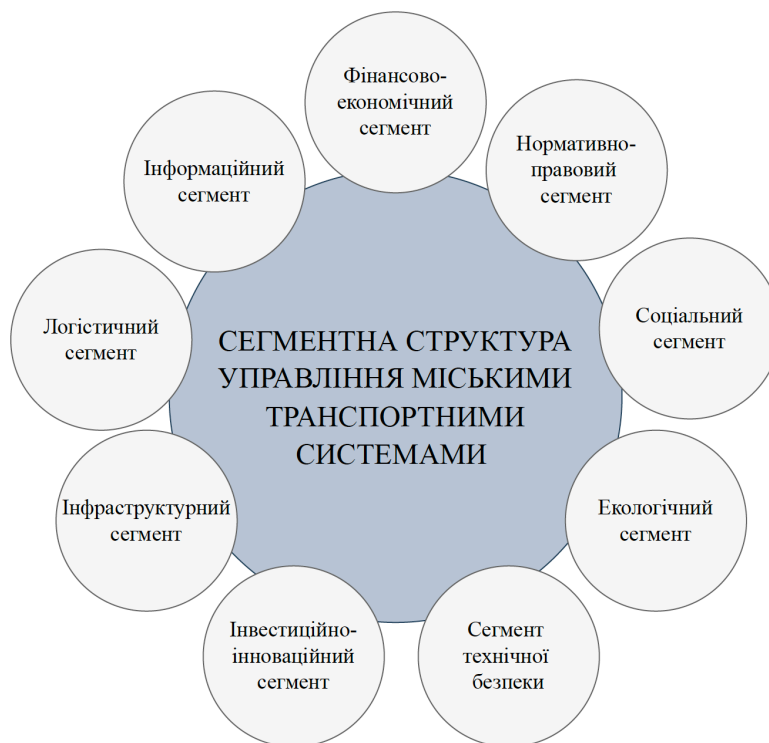 Фінансово-
економічний
сегмент
Нормативно-
правовий
сегмент
Соціальний
сегмент
Екологічний
сегмент
Сегмент
технічної
безпеки
Інвестиційно-
інноваційний
сегмент
Інфраструктурний
сегмент
Логістичний
сегмент
Інформаційний
сегмент
СЕГМЕНТНА СТРУКТУРА
УПРАВЛІННЯ МІСЬКИМИ
ТРАНСПОРТНИМИ
СИСТЕМАМИ